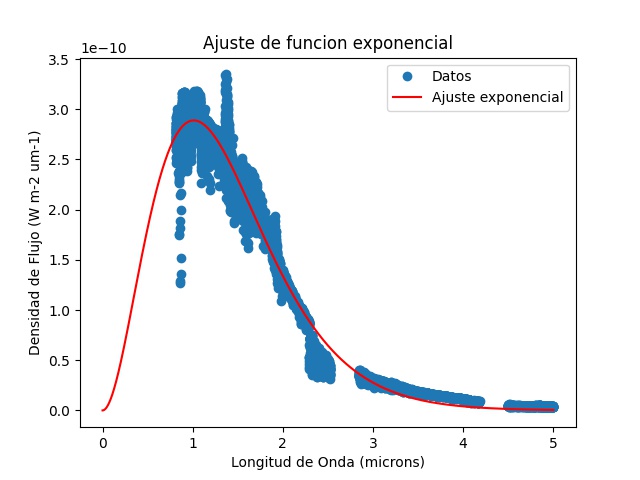 Ajuste de funcion exponencial
1e−10
Datos
Ajuste exponencial
3.5
3.0
2.5
2.0
1.5
1.0
0.5
0.0
Densidad de Flujo (W m-2 um-1)
0 1 2 3 4 5
Longitud de Onda (microns)